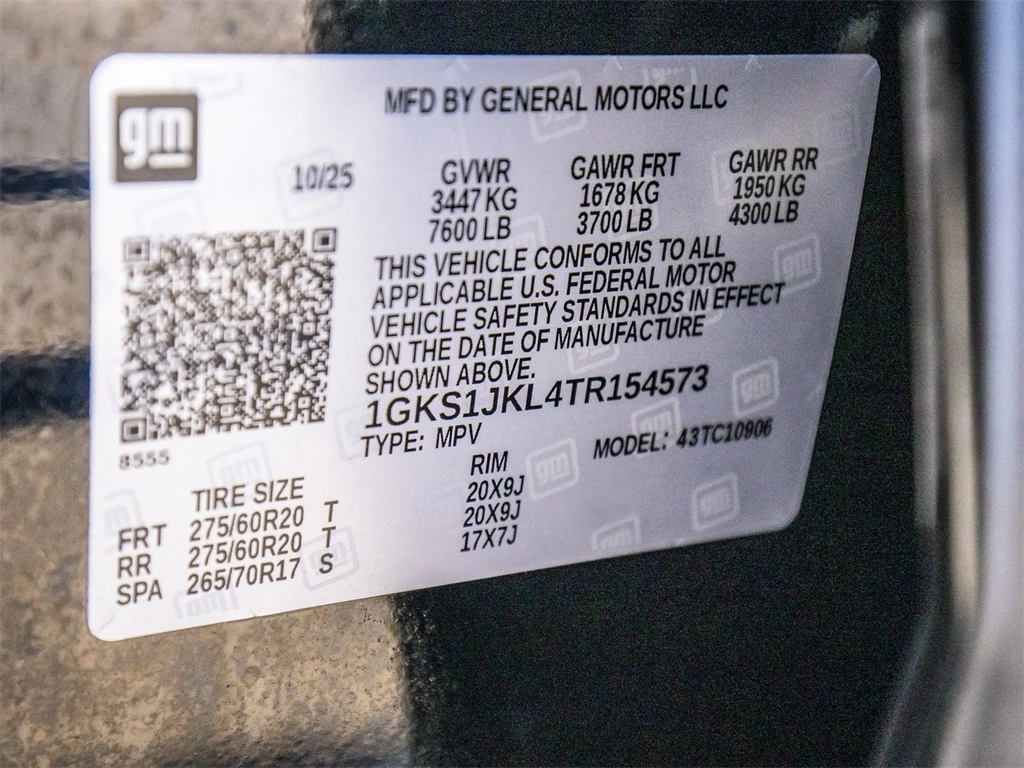 gm
MFD BY GENERAL MOTORS LLC
10/25
GVWR GAWR FRT GAWR RR
3447 KG 1678 KG 1950 KG
7600 LB 3700 LB 4300 LB
THIS VEHICLE CONFORMS TO ALL
APPLICABLE U.S. FEDERAL MOTOR
VEHICLE SAFETY STANDARDS IN EFFECT
ON THE DATE OF MANUFACTURE
SHOWN ABOVE.
1GKS1JKL4TR154573
TYPE: MPV MODEL: 43TC10906
8555
TIRE SIZE RIM
FRT 275/60R20 T 20X9J
RR 275/60R20 T 20X9J
SPA 265/70R17 S 17X7J